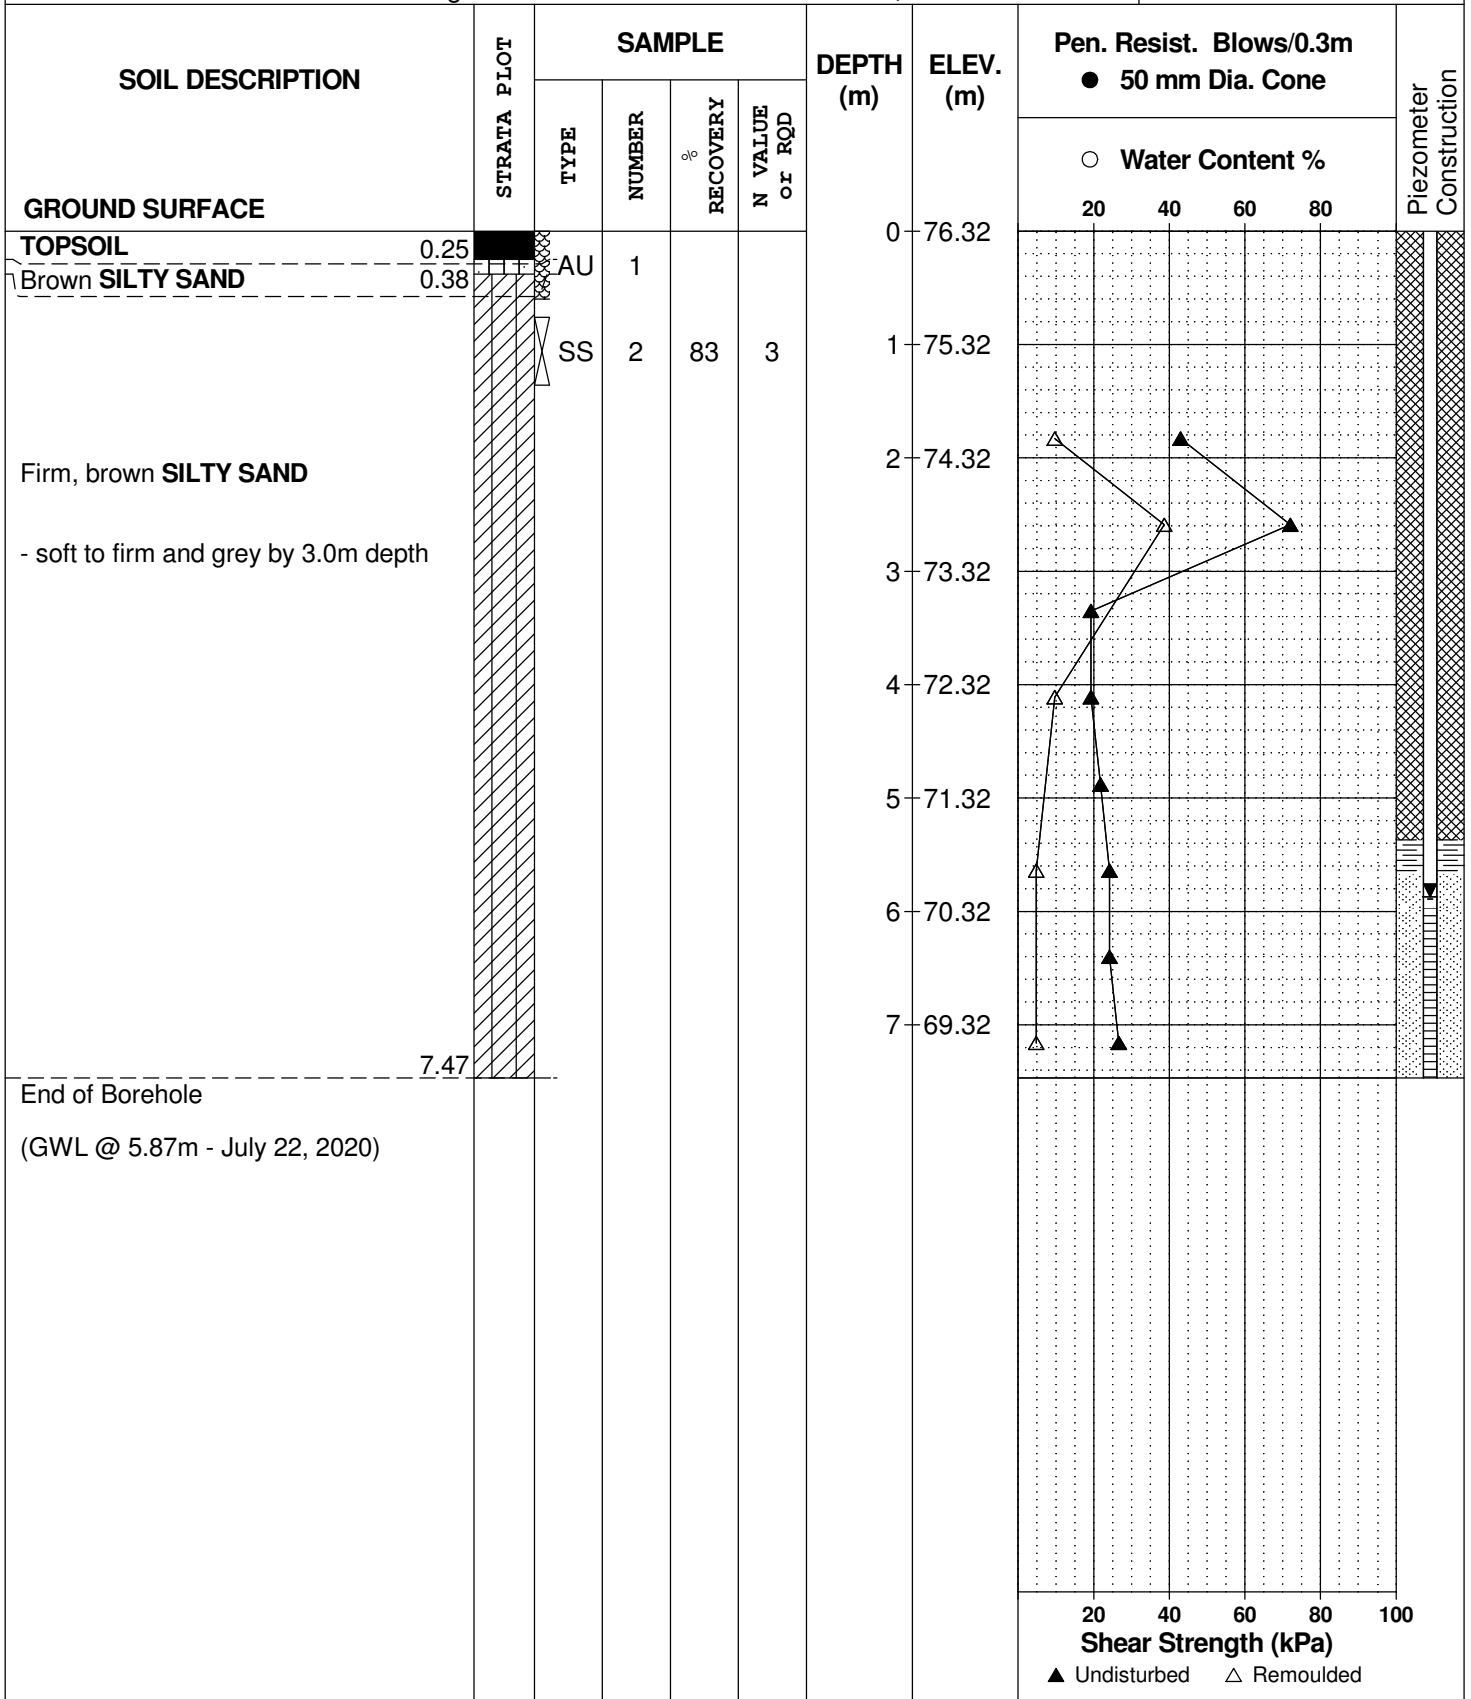 SOIL DESCRIPTION
GROUND SURFACE
STRATA PLOT
SAMPLE
TYPE
NUMBER
% RECOVERY
N VALUE or RQD
DEPTH (m)
ELEV. (m)
Pen. Resist. Blows/0.3m
● 50 mm Dia. Cone
○ Water Content %
20 40 60 80
Piezometer Construction
TOPSOIL 0.25
Brown SILTY SAND 0.38
AU 1
SS 2 83 3
Firm, brown SILTY SAND
- soft to firm and grey by 3.0m depth
7.47
End of Borehole
(GWL @ 5.87m - July 22, 2020)
0 76.32
1 75.32
2 74.32
3 73.32
4 72.32
5 71.32
6 70.32
7 69.32
20 40 60 80 100
Shear Strength (kPa)
▲ Undisturbed △ Remoulded